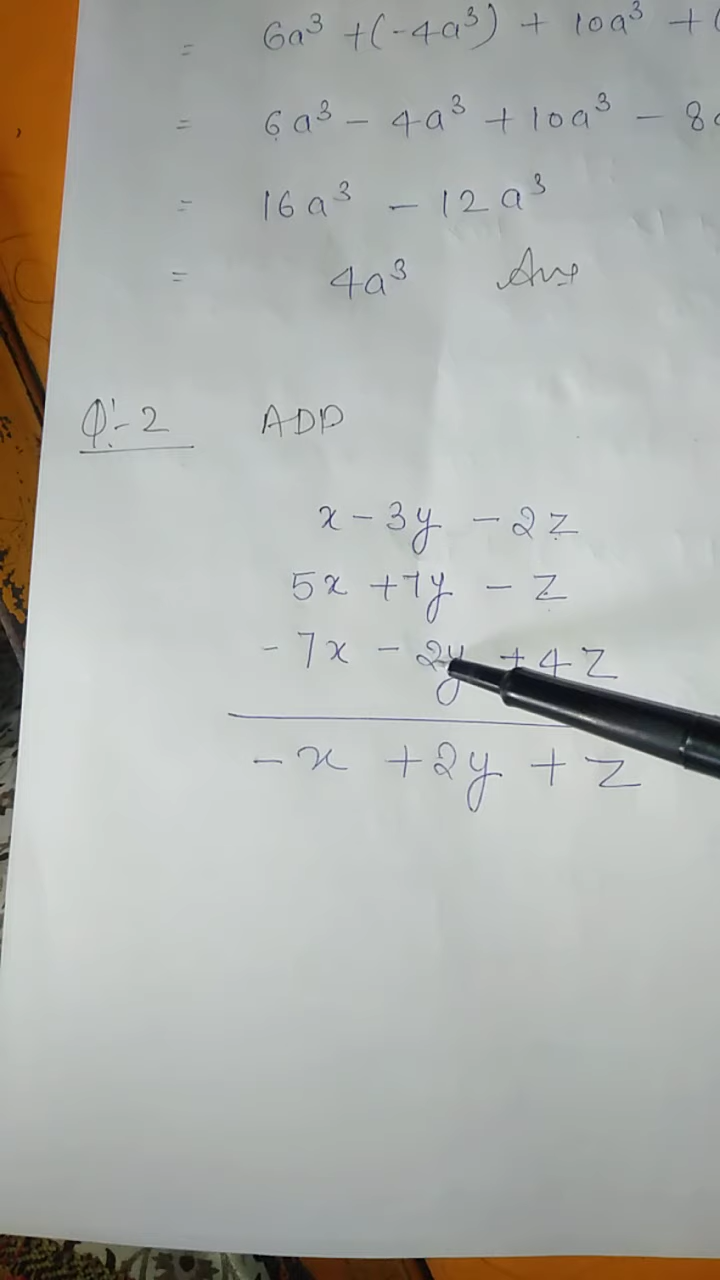 = 6a³ + (-4a³) + 10a³ + (
= 6a³ - 4a³ + 10a³ - 8a
= 16a³ - 12a³
= 4a³ Ans
Q:-2 ADD
x - 3y - 2z
5x + 7y - z
- 7x - 2y + 4z
- x + 2y + z